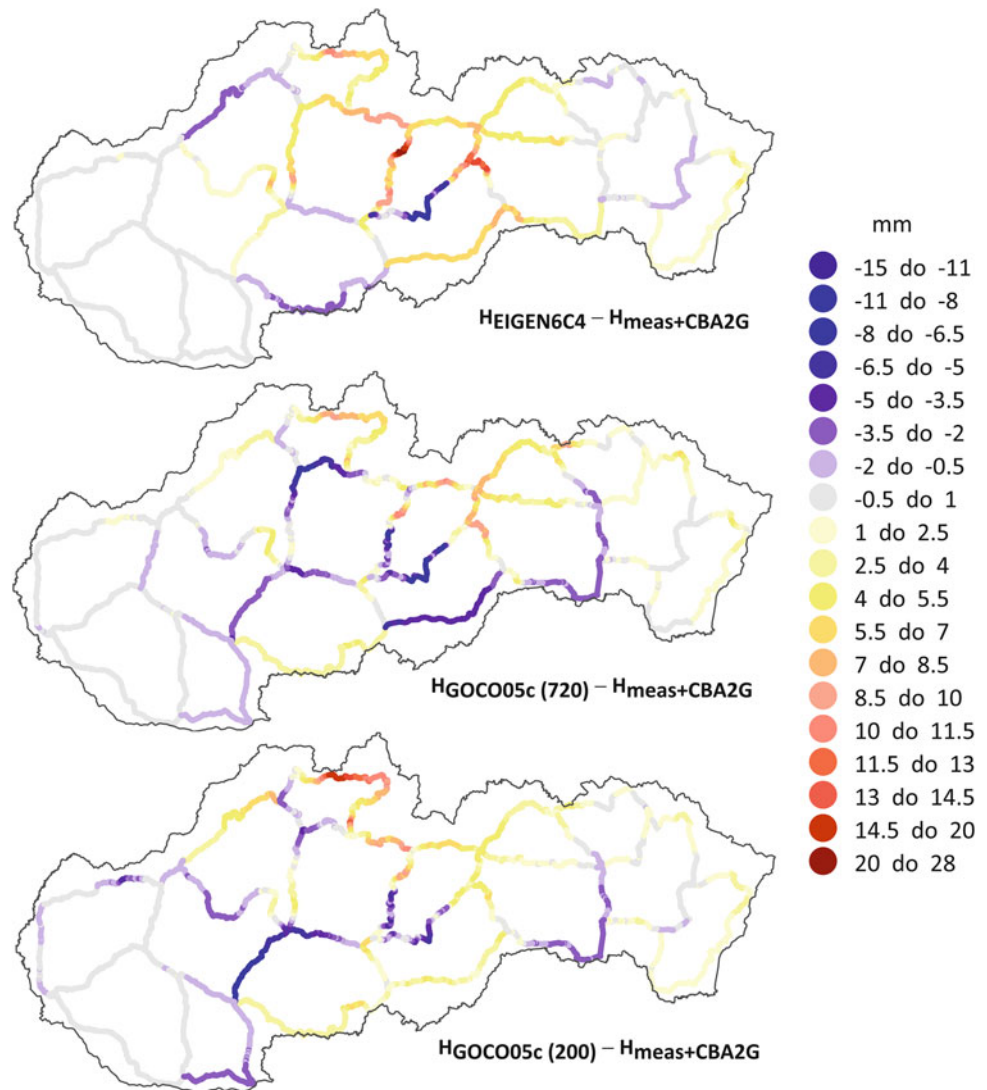 mm
-15 do -11
-11 do -8
-8 do -6.5
-6.5 do -5
-5 do -3.5
-3.5 do -2
-2 do -0.5
-0.5 do 1
1 do 2.5
2.5 do 4
4 do 5.5
5.5 do 7
7 do 8.5
8.5 do 10
10 do 11.5
11.5 do 13
13 do 14.5
14.5 do 20
20 do 28
HEIGEN6C4 – Hmeas+CBA2G
HGOCO05c (720) – Hmeas+CBA2G
HGOCO05c (200) – Hmeas+CBA2G